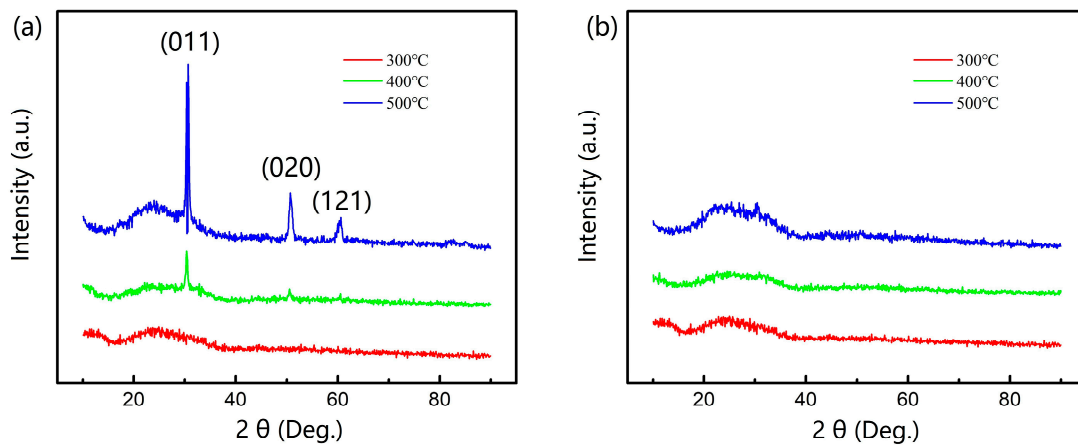 (a)
(011)
300℃
400℃
500℃
(020)
(121)
Intensity (a.u.)
20
40
60
80
2 θ (Deg.)
(b)
300℃
400℃
500℃
Intensity (a.u.)
20
40
60
80
2 θ (Deg.)